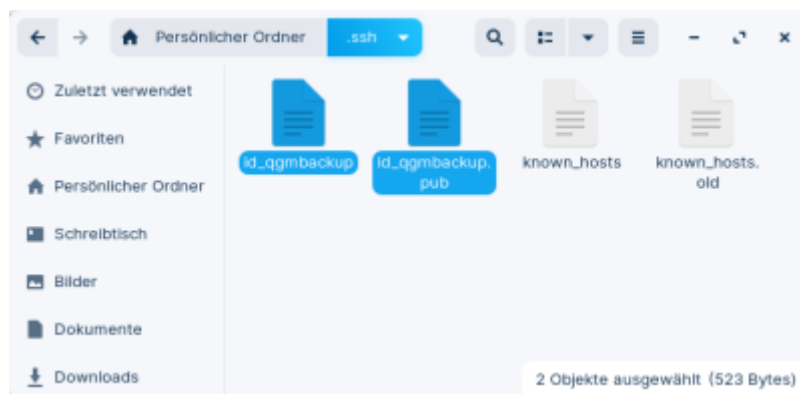 Persönlicher Ordner .ssh
Zuletzt verwendet
Favoriten
Persönlicher Ordner
Schreibtisch
Bilder
Dokumente
Downloads
id_qgmbackup
id_qgmbackup.
pub
known_hosts
known_hosts.
old
2 Objekte ausgewählt (523 Bytes)